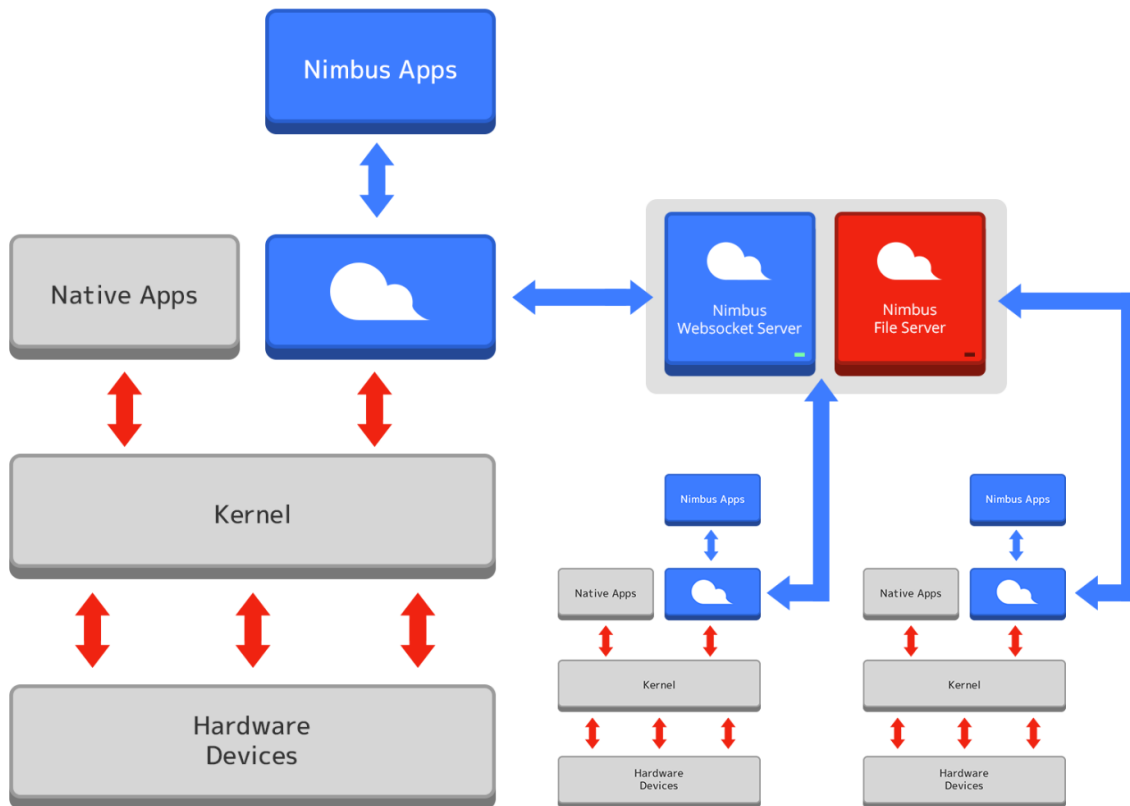 Nimbus Apps
Native Apps
Nimbus
Websocket Server
Nimbus
File Server
Kernel
Hardware
Devices
Nimbus Apps
Native Apps
Kernel
Hardware
Devices
Nimbus Apps
Native Apps
Kernel
Hardware
Devices